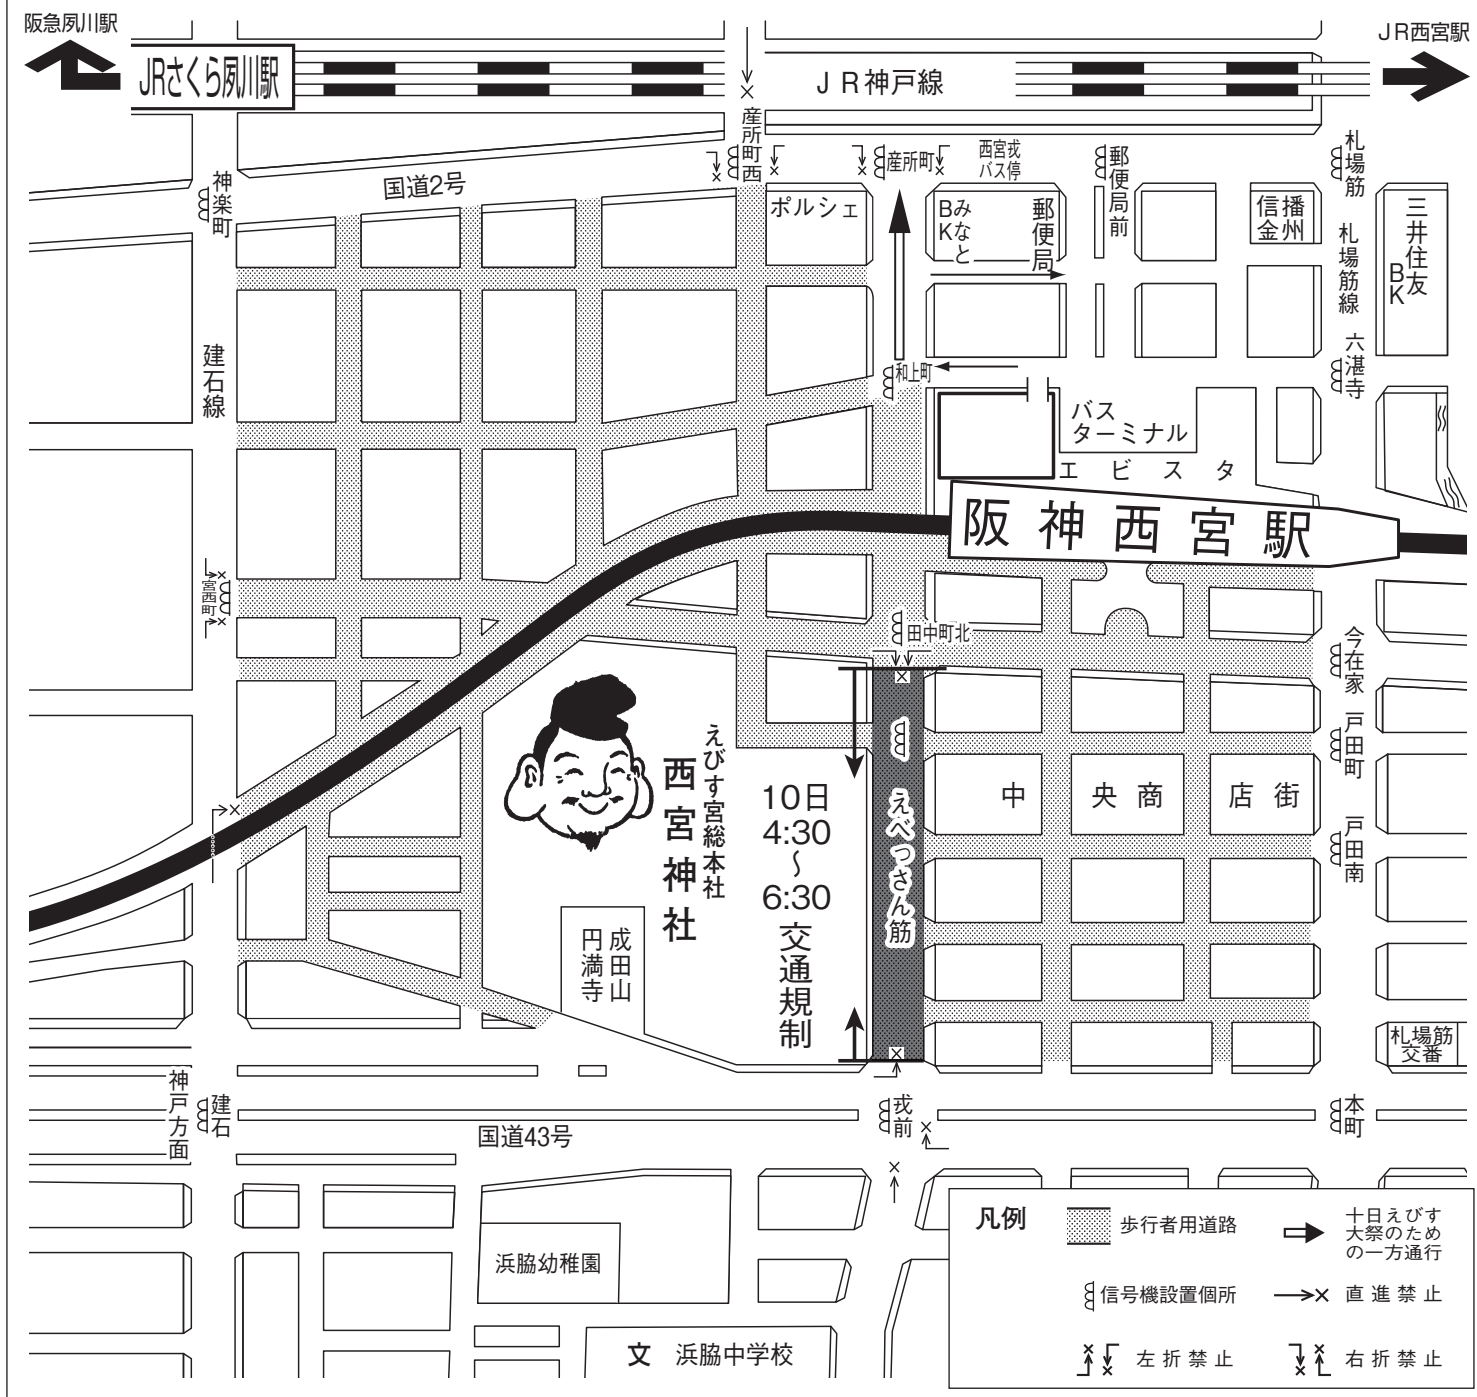 阪急夙川駅
JR西宮駅
JRさくら夙川駅
JR神戸線
産所町西
産所町
西宮戎
バス停
郵便局前
札場筋
神楽町
国道2号
ポルシェ
みなと
BK
郵便局
播州
信金
札場筋線
三井住友
BK
建石線
和上町
六湛寺
バス
ターミナル
エビスタ
阪神西宮駅
宮西町
田中町北
今在家
戸田町
えびす宮総本社
西宮神社
10日
4:30
〜
6:30
交通規制
えべっさん筋
中央商店街
戸田南
成田山
円満寺
札場筋
交番
神戸方面
建石
戎前
本町
国道43号
浜脇幼稚園
文 浜脇中学校
凡例
歩行者用道路
十日えびす
大祭のため
の一方通行
信号機設置個所
直進禁止
左折禁止
右折禁止